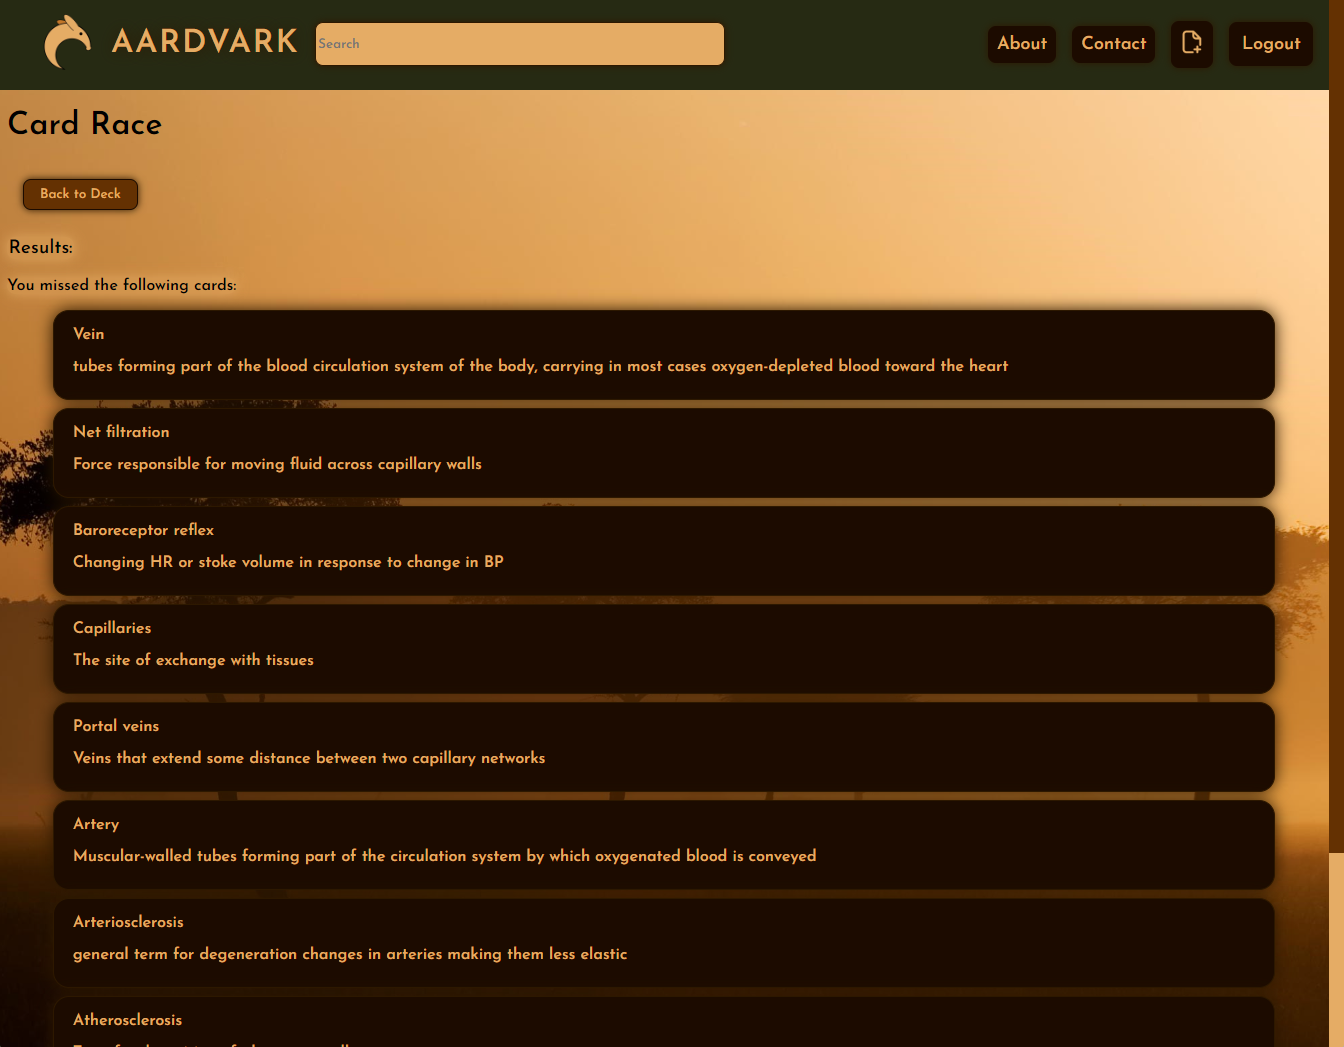 AARDVARK
Search
About
Contact
Logout
Card Race
Back to Deck
Results:
You missed the following cards:
Vein
tubes forming part of the blood circulation system of the body, carrying in most cases oxygen-depleted blood toward the heart
Net filtration
Force responsible for moving fluid across capillary walls
Baroreceptor reflex
Changing HR or stoke volume in response to change in BP
Capillaries
The site of exchange with tissues
Portal veins
Veins that extend some distance between two capillary networks
Artery
Muscular-walled tubes forming part of the circulation system by which oxygenated blood is conveyed
Arteriosclerosis
general term for degeneration changes in arteries making them less elastic
Atherosclerosis